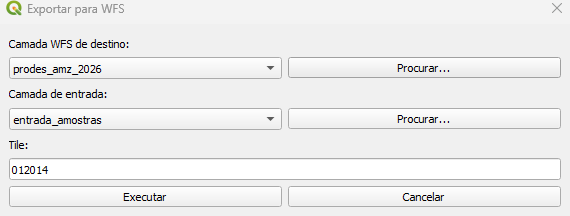 Exportar para WFS
Camada WFS de destino:
prodes_amz_2026
Procurar...
Camada de entrada:
entrada_amostras
Procurar...
Tile:
012014
Executar
Cancelar